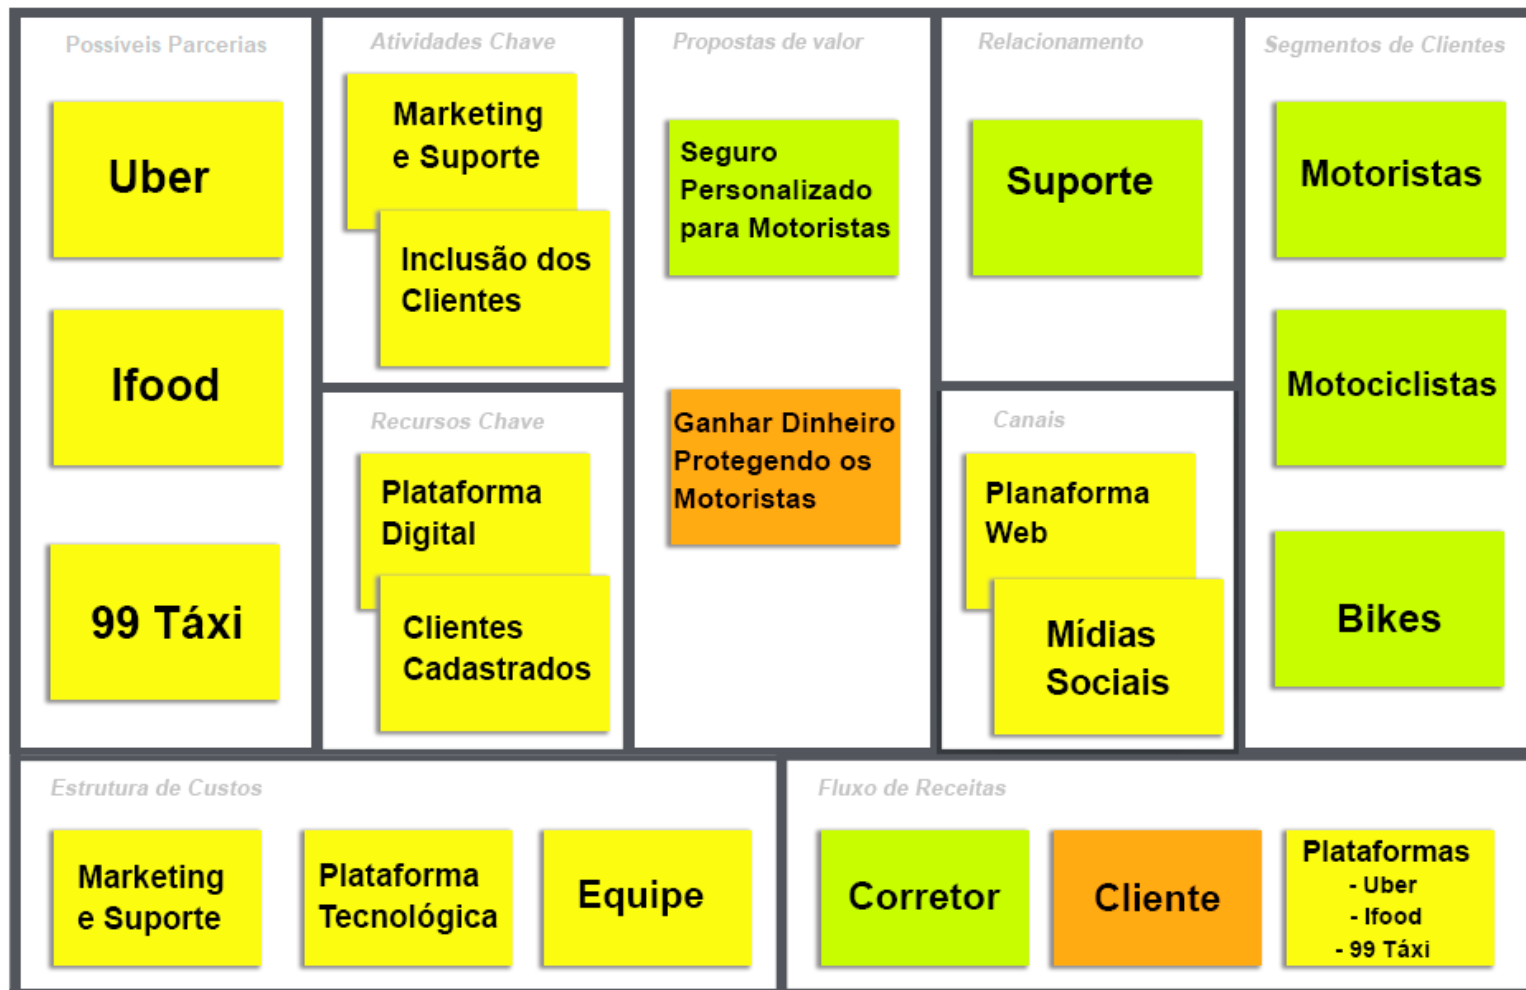 Possíveis Parcerias
Uber
Ifood
99 Táxi
Atividades Chave
Marketing
e Suporte
Inclusão dos
Clientes
Recursos Chave
Plataforma
Digital
Clientes
Cadastrados
Propostas de valor
Seguro
Personalizado
para Motoristas
Ganhar Dinheiro
Protegendo os
Motoristas
Relacionamento
Suporte
Canais
Planaforma
Web
Mídias
Sociais
Segmentos de Clientes
Motoristas
Motociclistas
Bikes
Estrutura de Custos
Marketing
e Suporte
Plataforma
Tecnológica
Equipe
Fluxo de Receitas
Corretor
Cliente
Plataformas
- Uber
- Ifood
- 99 Táxi